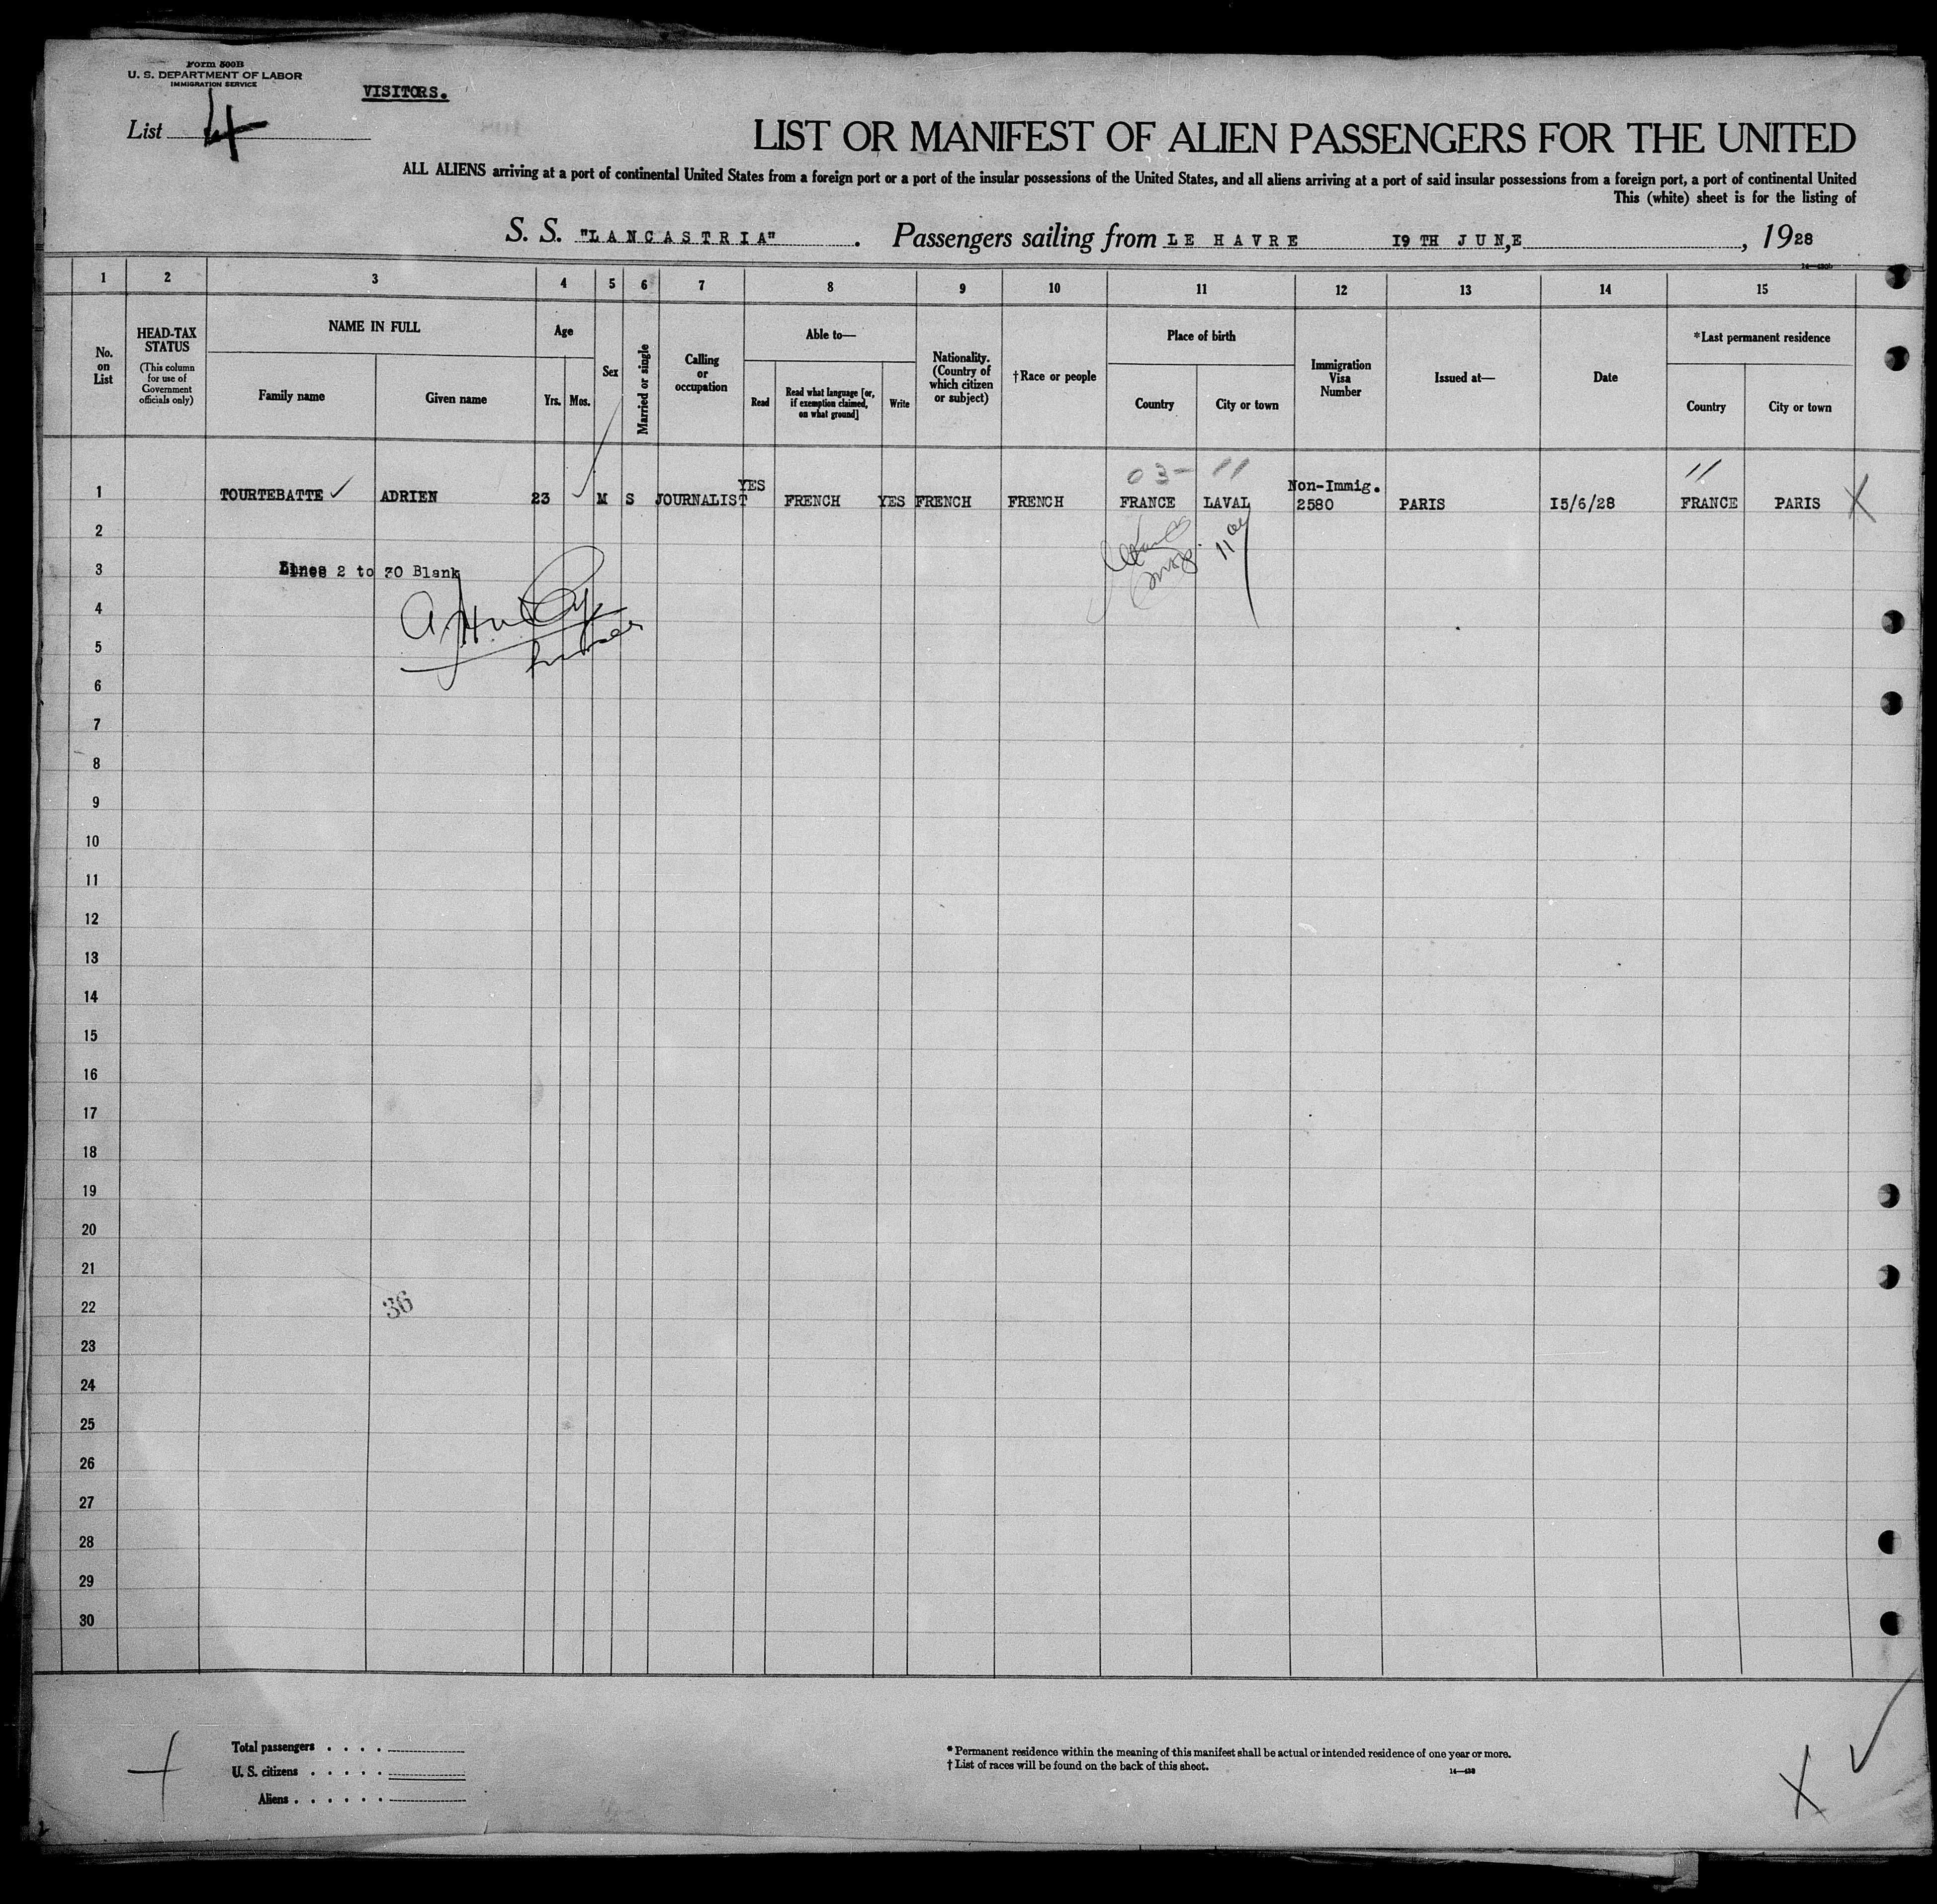 Form 500B
U. S. DEPARTMENT OF LABOR
IMMIGRATION SERVICE
VISITORS.
List 4
LIST OR MANIFEST OF ALIEN PASSENGERS FOR THE UNITED
ALL ALIENS arriving at a port of continental United States from a foreign port or a port of the insular possessions of the United States, and all aliens arriving at a port of said insular possessions from a foreign port, a port of continental United
This (white) sheet is for the listing of
S. S. "LANCASTRIA". Passengers sailing from LE HAVRE 19 TH JUNE, 1928
1 2 3 4 5 6 7 8 9 10 11 12 13 14 15
No. on List
HEAD-TAX STATUS
(This column for use of Government officials only)
NAME IN FULL
Family name
Given name
Age
Yrs.
Mos.
Sex
Married or single
Calling or occupation
Able to—
Read
Read what language [or, if exemption claimed, on what ground]
Write
Nationality. (Country of which citizen or subject)
†Race or people
Place of birth
Country
City or town
Immigration Visa Number
Issued at—
Date
*Last permanent residence
Country
City or town
03- 11 11
1 TOURTEBATTE ✓ ADRIEN 23 ✓ M S JOURNALIST YES FRENCH YES FRENCH FRENCH FRANCE LAVAL Non-Immig. 2580 PARIS 15/6/28 FRANCE PARIS X
2
3 Lines 2 to 30 Blank
4
5
6
7
8
9
10
11
12
13
14
15
16
17
18
19
20
21
22 36
23
24
25
26
27
28
29
30
Total passengers . . . .
U. S. citizens . . . . .
Aliens . . . . . .
*Permanent residence within the meaning of this manifest shall be actual or intended residence of one year or more.
†List of races will be found on the back of this sheet.
14—438